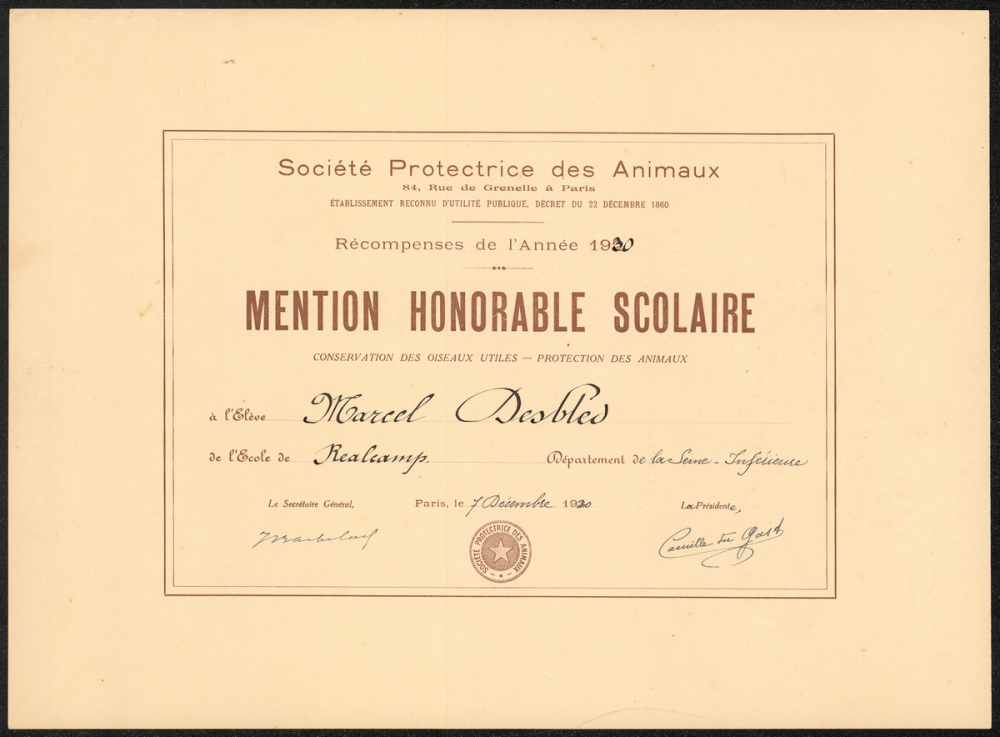 Société Protectrice des Animaux
84, Rue de Grenelle à Paris
ÉTABLISSEMENT RECONNU D'UTILITÉ PUBLIQUE, DÉCRET DU 22 DÉCEMBRE 1860
Récompenses de l'Année 1930
MENTION HONORABLE SCOLAIRE
CONSERVATION DES OISEAUX UTILES — PROTECTION DES ANIMAUX
à l'Elève Marcel Desbles
de l'Ecole de Realcamp. Département de la Seine-Inférieure
Le Secrétaire Général, Paris, le 7 Décembre 1930 La Présidente,
Camille du Gast
SOCIÉTÉ PROTECTRICE DES ANIMAUX